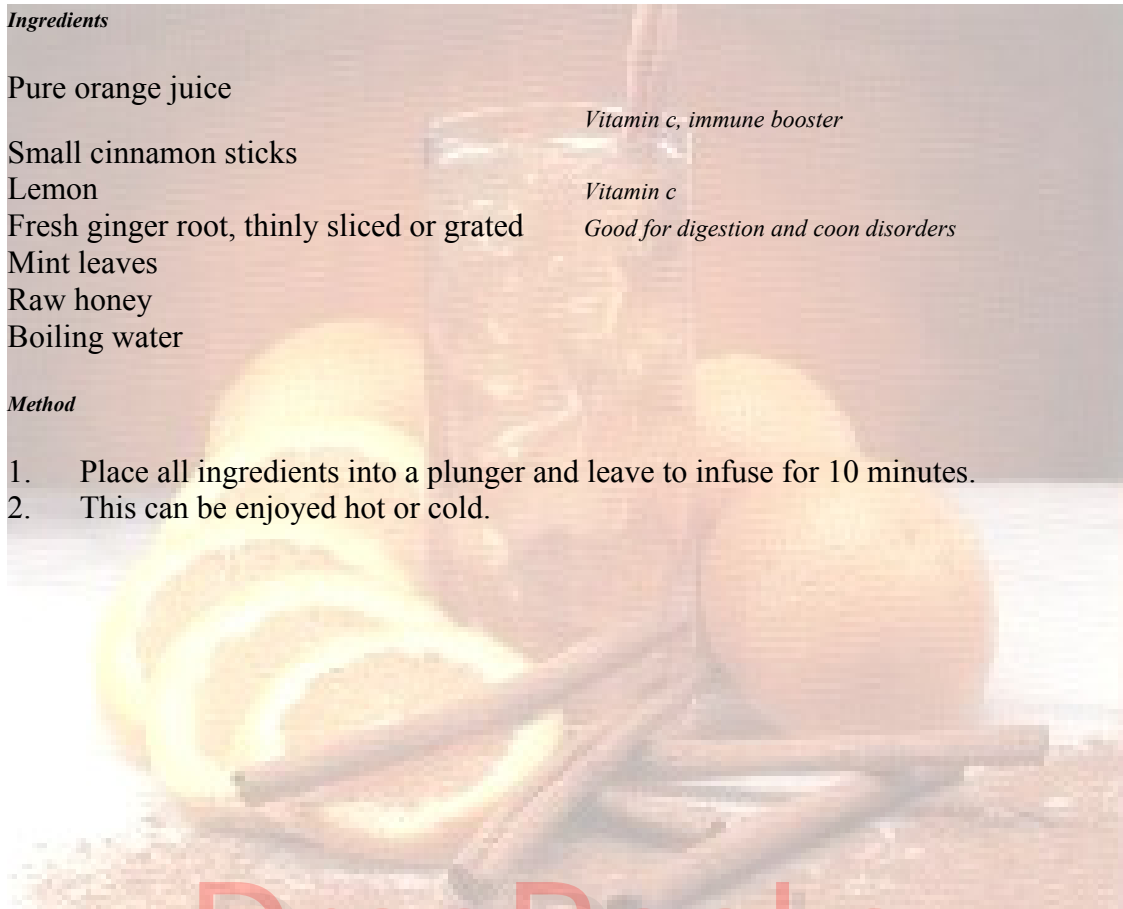 Ingredients
Pure orange juice
Vitamin c, immune booster
Small cinnamon sticks
Lemon Vitamin c
Fresh ginger root, thinly sliced or grated Good for digestion and coon disorders
Mint leaves
Raw honey
Boiling water
Method
1. Place all ingredients into a plunger and leave to infuse for 10 minutes.
2. This can be enjoyed hot or cold.